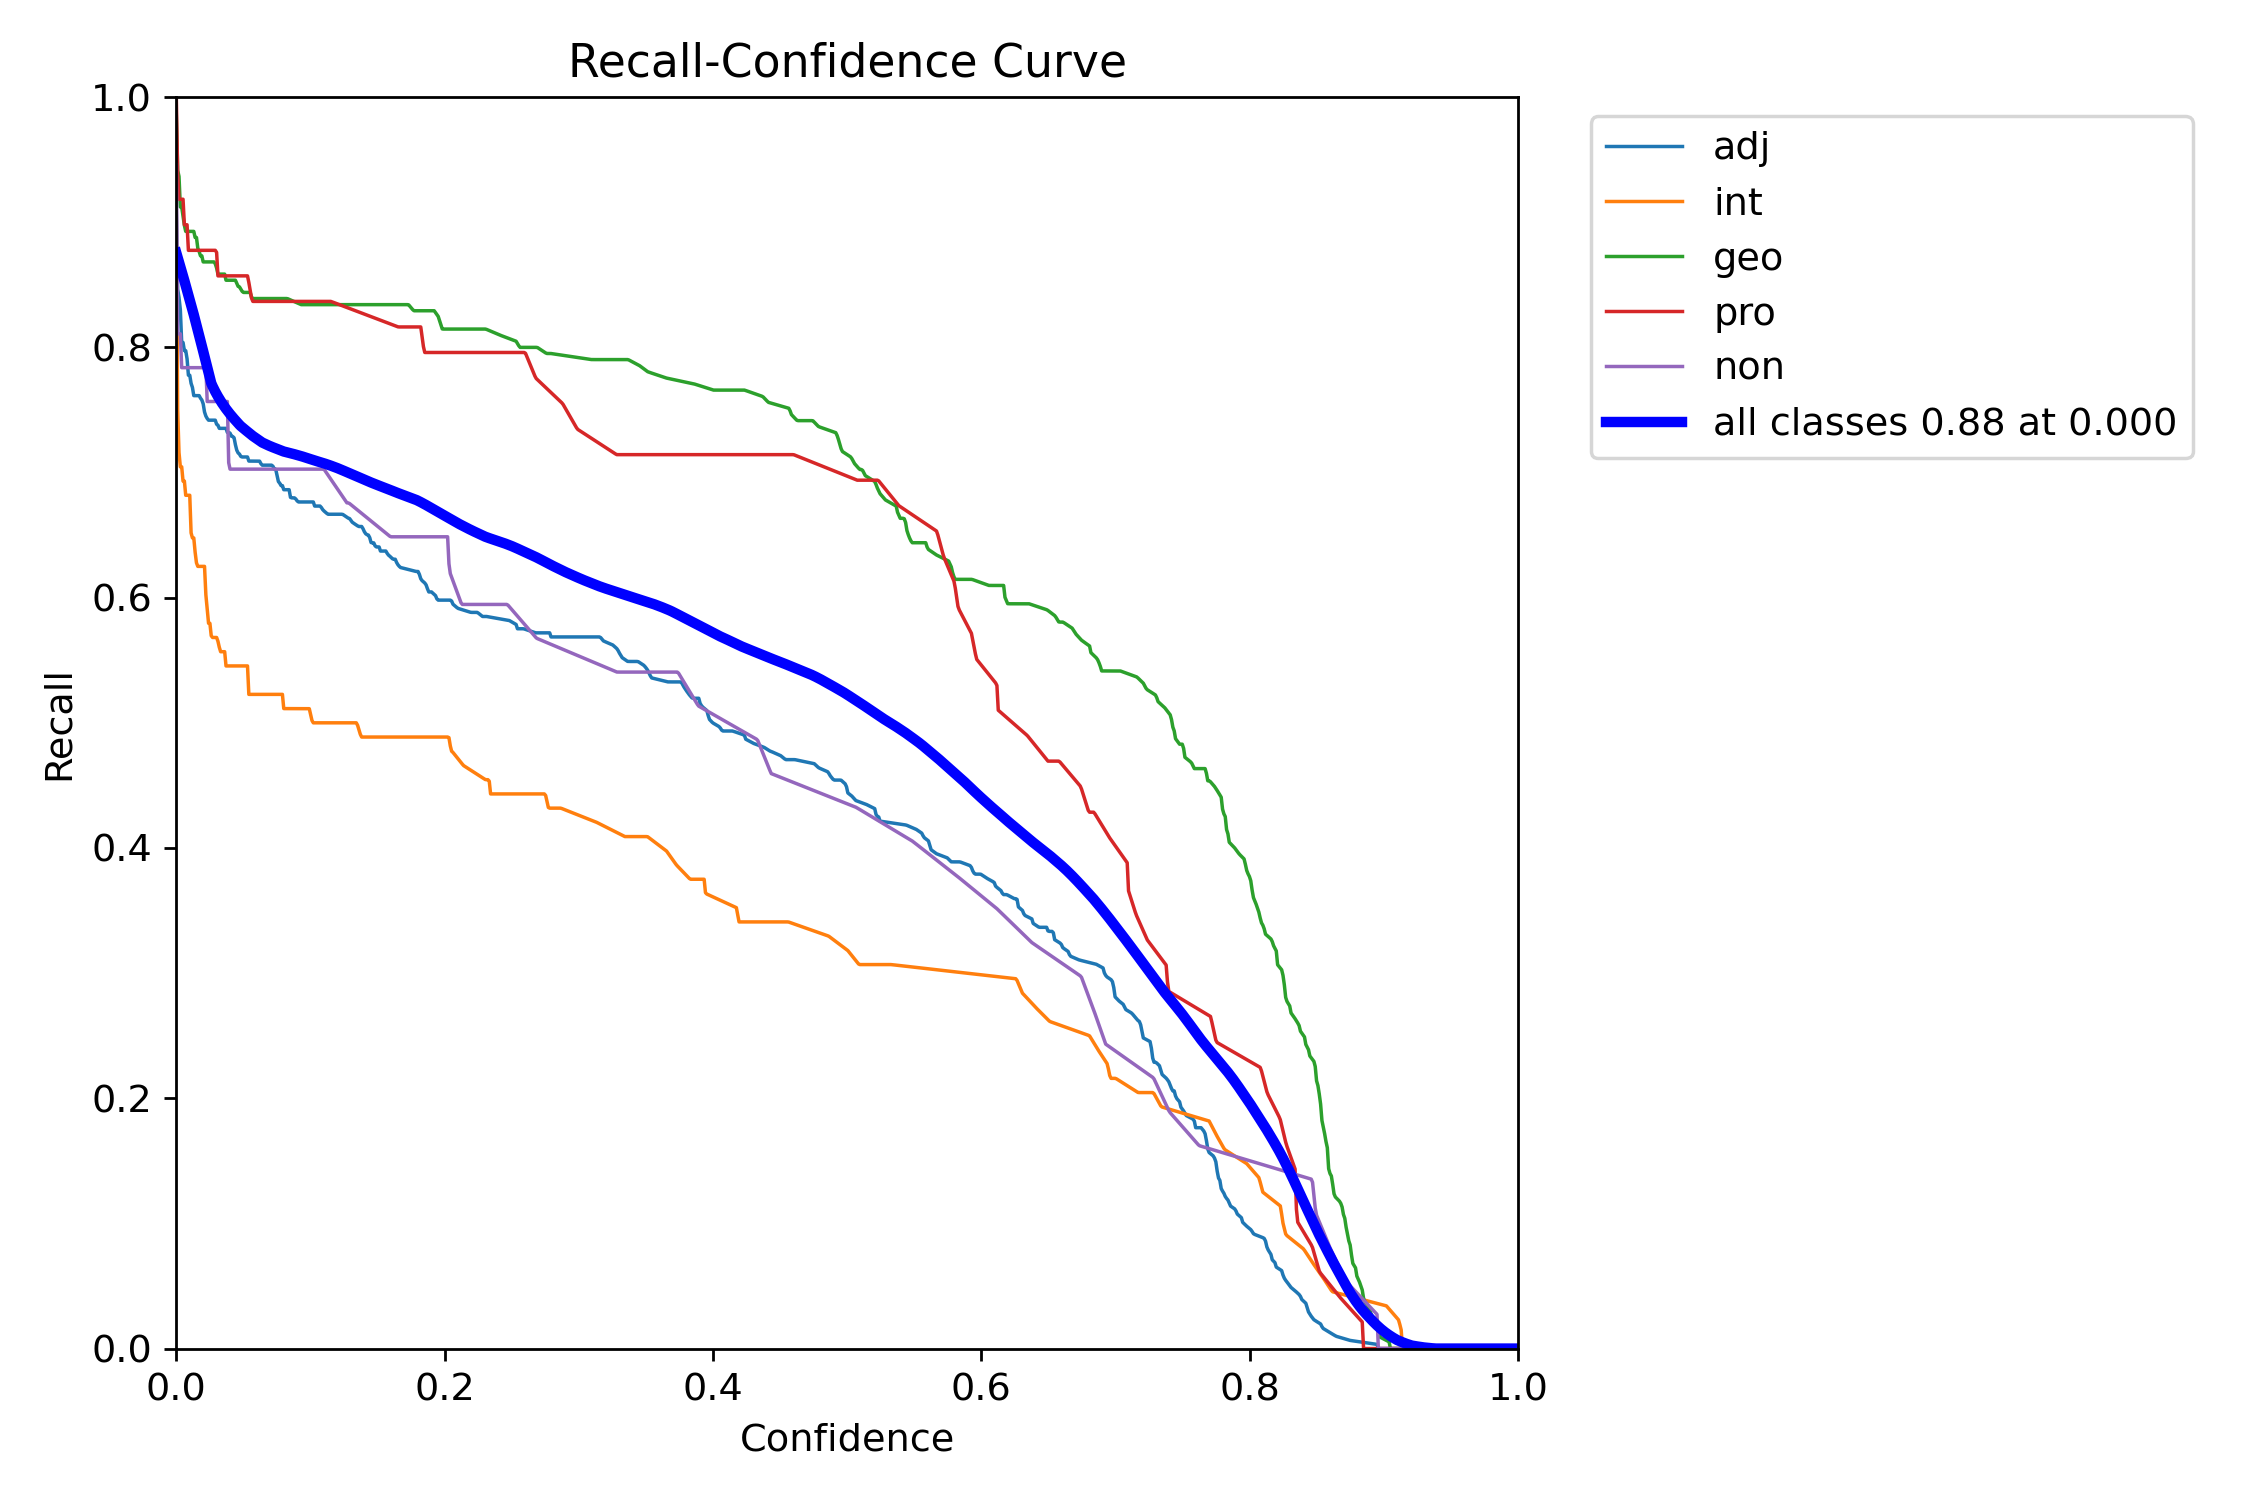 Recall-Confidence Curve
1.0
0.8
0.6
0.4
0.2
0.0
Recall
0.0 0.2 0.4 0.6 0.8 1.0
Confidence
adj
int
geo
pro
non
all classes 0.88 at 0.000